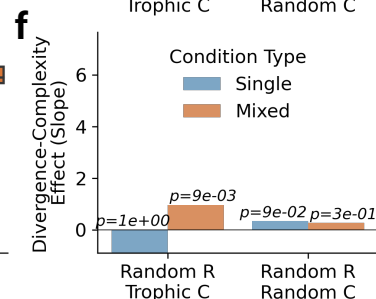 Trophic C Random C
f
Divergence-Complexity
Effect (Slope)
Condition Type
Single
Mixed
6
4
2
0
p=1e+00
p=9e-03
p=9e-02
p=3e-01
Random R
Trophic C
Random R
Random C